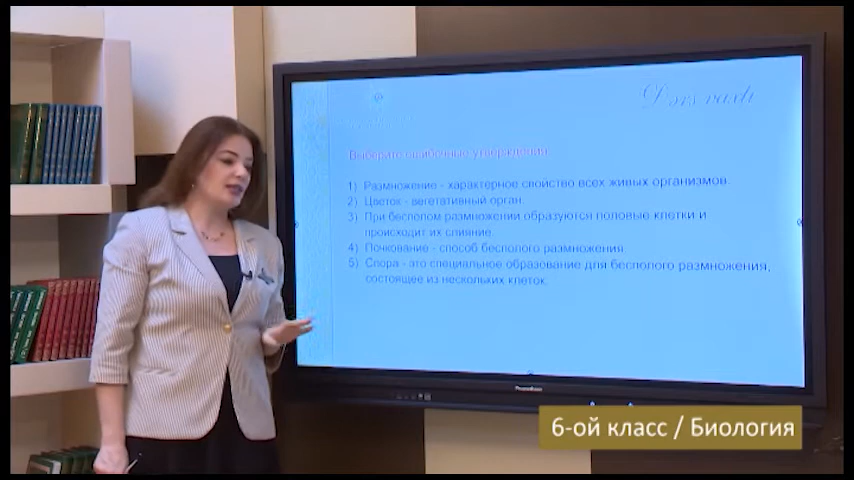 Dərs vaxtı
Выберите ошибочные утверждения
1) Размножение - характерное свойство всех живых организмов.
2) Цветок - вегетативный орган.
3) При бесполом размножении образуются половые клетки и
происходит их слияние.
4) Почкование - способ бесполого размножения
5) Спора - это специальное образование для бесполого размножения,
состоящее из нескольких клеток.
6-ой класс / Биология